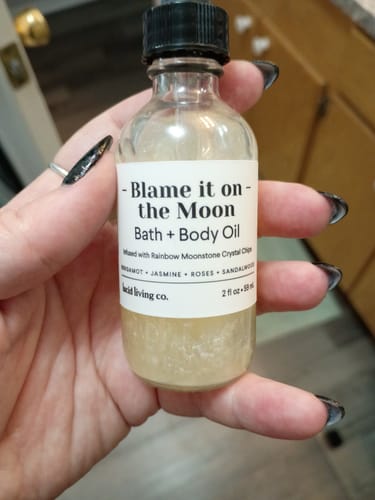 - Blame it on -
the Moon
Bath + Body Oil
Infused with Rainbow Moonstone Crystal Chips
BERGAMOT • JASMINE • ROSES • SANDALWOOD
lucid living co. 2 fl oz • 59 mL